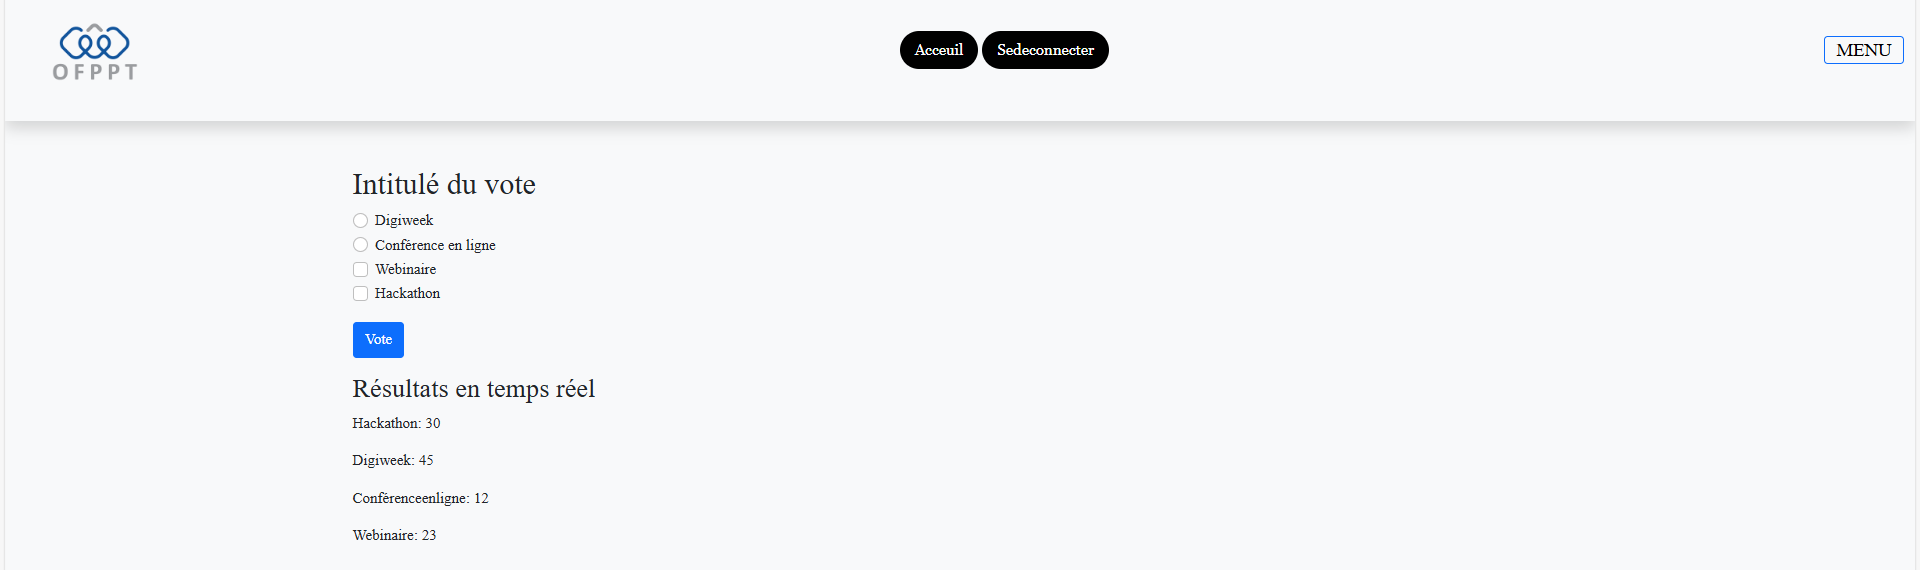 OFPPT
Acceuil Sedeconnecter MENU
Intitulé du vote
Digiweek
Conférence en ligne
Webinaire
Hackathon
Vote
Résultats en temps réel
Hackathon: 30
Digiweek: 45
Conférenceenligne: 12
Webinaire: 23